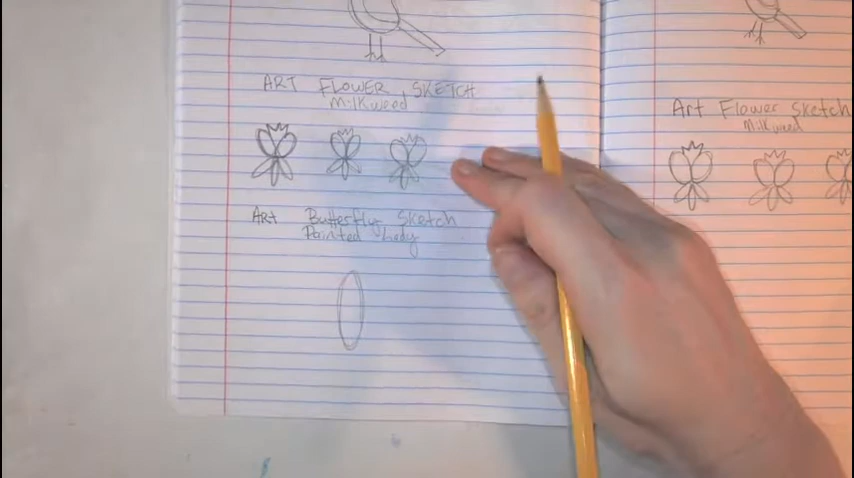 ART FLOWER SKETCH
Milkweed
Art Butterfly Sketch
Painted Lady
Art Flower Sketch
Milkweed